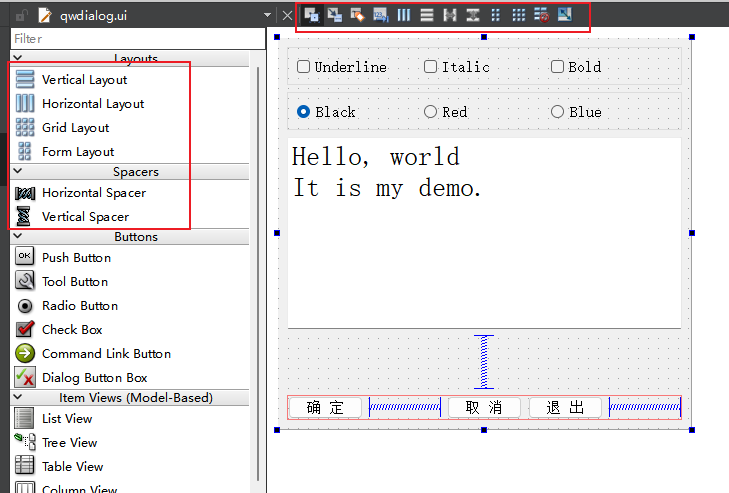 qwdialog.ui
Filter
Layouts
Vertical Layout
Horizontal Layout
Grid Layout
Form Layout
Spacers
Horizontal Spacer
Vertical Spacer
Buttons
OK Push Button
Tool Button
Radio Button
Check Box
Command Link Button
Dialog Button Box
Item Views (Model-Based)
List View
Tree View
Table View
Column View
Underline Italic Bold
Black Red Blue
Hello, world
It is my demo.
确定 取消 退出